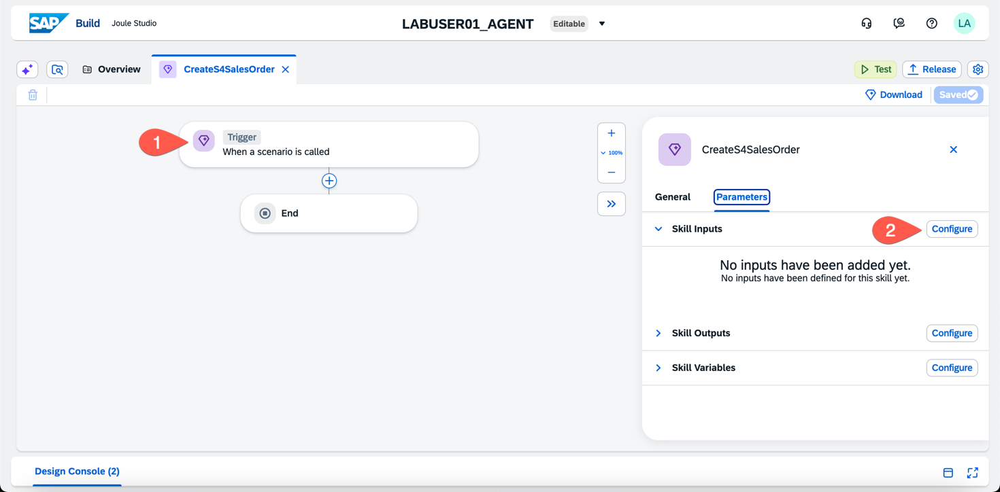 SAP Build Joule Studio LABUSER01_AGENT Editable LA
Overview CreateS4SalesOrder Test Release
Download Saved
1 Trigger
When a scenario is called
End
+
100%
−
CreateS4SalesOrder
General Parameters
Skill Inputs 2 Configure
No inputs have been added yet.
No inputs have been defined for this skill yet.
Skill Outputs Configure
Skill Variables Configure
Design Console (2)